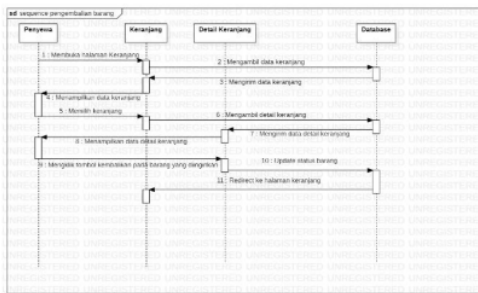 sd sequence pengembalian barang
Penyewa
Keranjang
Detail Keranjang
Database
1 : Membuka halaman Keranjang
2 : Mengambil data keranjang
3 : Mengirim data keranjang
4 : Menampilkan data keranjang
5 : Memilih keranjang
6 : Mengambil detail keranjang
7 : Mengirim data detail keranjang
8 : Menampilkan data detail keranjang
9 : Mengklik tombol kembalikan pada barang yang diinginkan
10 : Update status barang
11 : Redirect ke halaman keranjang
UNREGISTERED